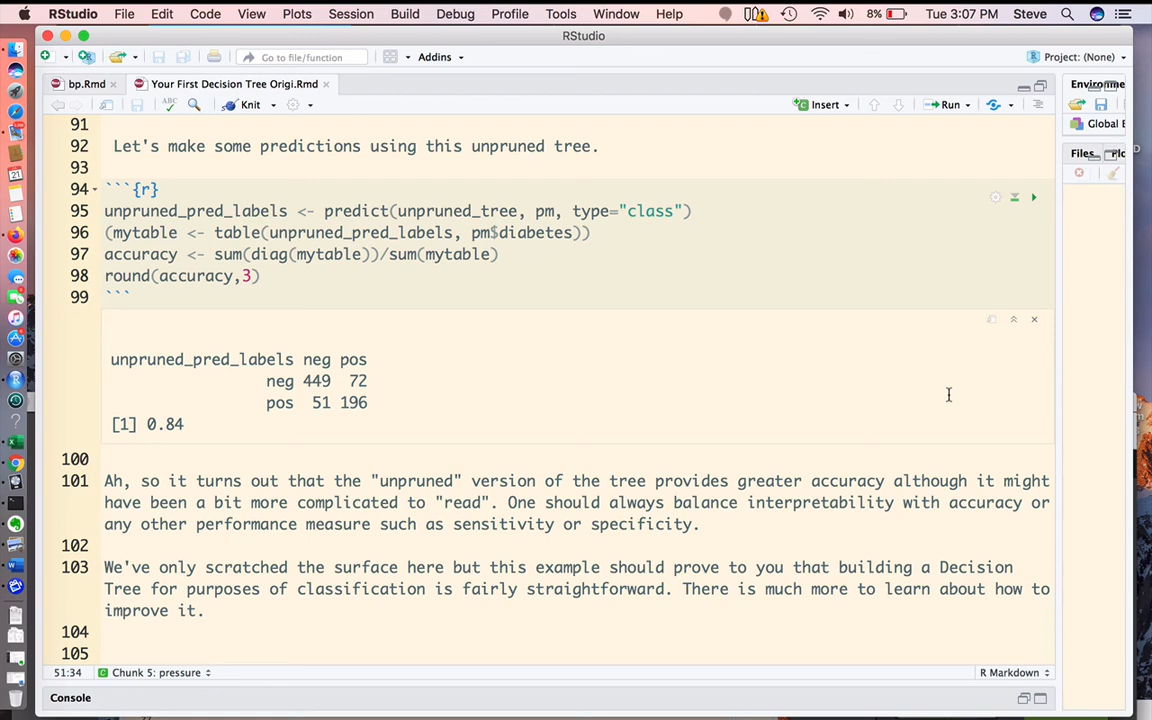 RStudio File Edit Code View Plots Session Build Debug Profile Tools Window Help 8% Tue 3:07 PM Steve
RStudio
Go to file/function Addins Project: (None)
bp.Rmd Your First Decision Tree Origi.Rmd Environme
ABC Knit Insert Run
Global E
91
92 Let's make some predictions using this unpruned tree.
93
94 ```{r}
95 unpruned_pred_labels <- predict(unpruned_tree, pm, type="class")
96 (mytable <- table(unpruned_pred_labels, pm$diabetes))
97 accuracy <- sum(diag(mytable))/sum(mytable)
98 round(accuracy,3)
99 ```
unpruned_pred_labels neg pos
neg 449 72
pos 51 196
[1] 0.84
100
101 Ah, so it turns out that the "unpruned" version of the tree provides greater accuracy although it might
have been a bit more complicated to "read". One should always balance interpretability with accuracy or
any other performance measure such as sensitivity or specificity.
102
103 We've only scratched the surface here but this example should prove to you that building a Decision
Tree for purposes of classification is fairly straightforward. There is much more to learn about how to
improve it.
104
105
51:34 Chunk 5: pressure R Markdown
Console
Files